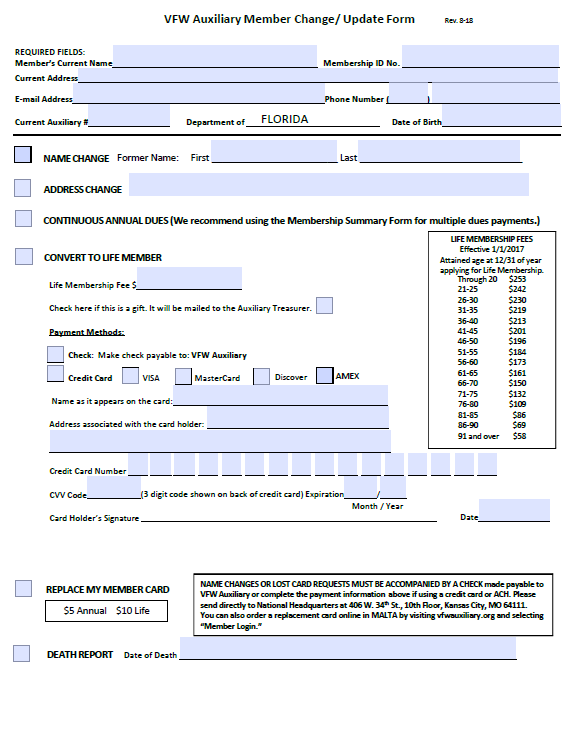 VFW Auxiliary Member Change/ Update Form Rev. 8-18
REQUIRED FIELDS:
Member's Current Name Membership ID No.
Current Address
E-mail Address Phone Number ( )
Current Auxiliary # Department of FLORIDA Date of Birth
NAME CHANGE Former Name: First Last
ADDRESS CHANGE
CONTINUOUS ANNUAL DUES (We recommend using the Membership Summary Form for multiple dues payments.)
CONVERT TO LIFE MEMBER
Life Membership Fee $
Check here if this is a gift. It will be mailed to the Auxiliary Treasurer.
Payment Methods:
Check: Make check payable to: VFW Auxiliary
Credit Card VISA MasterCard Discover AMEX
Name as it appears on the card:
Address associated with the card holder:
Credit Card Number
CVV Code (3 digit code shown on back of credit card) Expiration /
Month / Year
Card Holder's Signature Date
LIFE MEMBERSHIP FEES
Effective 1/1/2017
Attained age at 12/31 of year
applying for Life Membership.
Through 20 $253
21-25 $242
26-30 $230
31-35 $219
36-40 $213
41-45 $201
46-50 $196
51-55 $184
56-60 $173
61-65 $161
66-70 $150
71-75 $132
76-80 $109
81-85 $86
86-90 $69
91 and over $58
REPLACE MY MEMBER CARD
$5 Annual $10 Life
NAME CHANGES OR LOST CARD REQUESTS MUST BE ACCOMPANIED BY A CHECK made payable to
VFW Auxiliary or complete the payment information above if using a credit card or ACH. Please
send directly to National Headquarters at 406 W. 34th St., 10th Floor, Kansas City, MO 64111.
You can also order a replacement card online in MALTA by visiting vfwauxiliary.org and selecting
"Member Login."
DEATH REPORT Date of Death